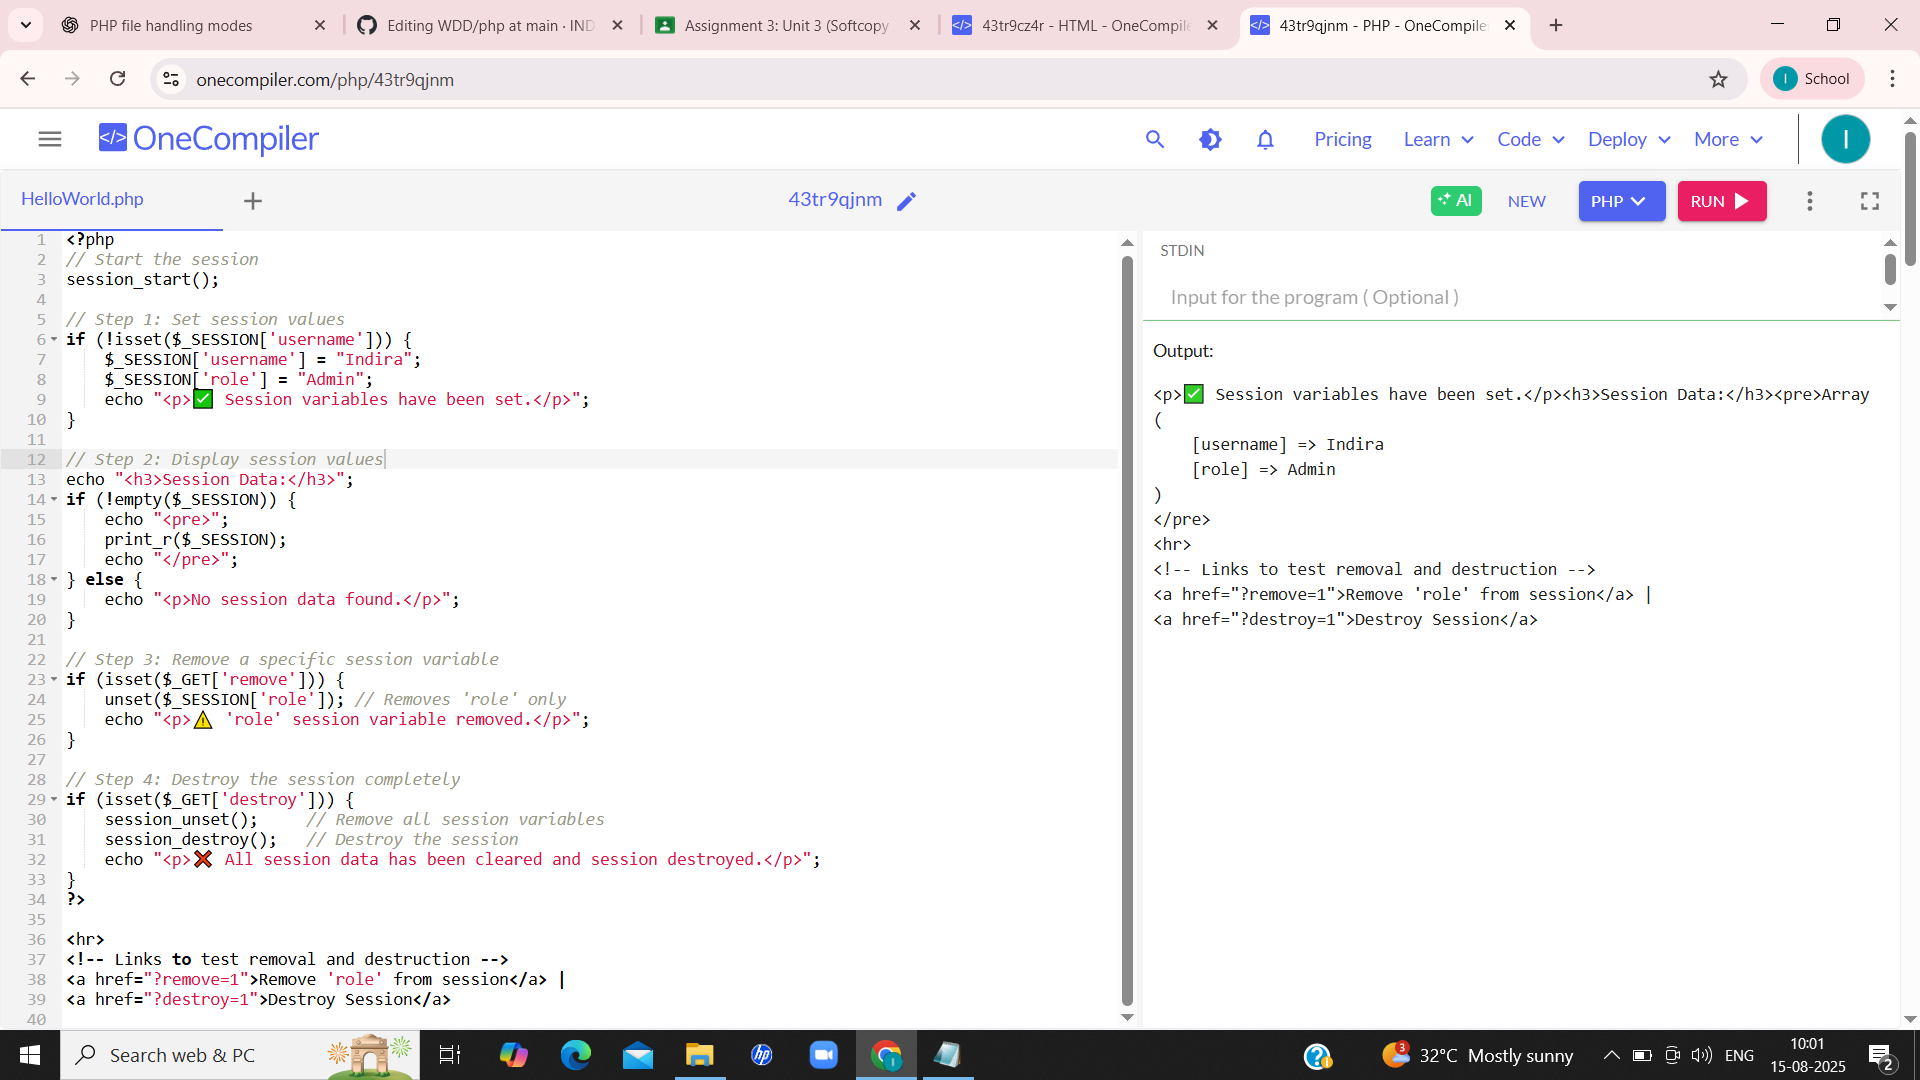 PHP file handling modes
Editing WDD/php at main · IND
Assignment 3: Unit 3 (Softcopy
43tr9cz4r - HTML - OneCompile
43tr9qjnm - PHP - OneCompile
onecompiler.com/php/43tr9qjnm
I School
</> OneCompiler
Pricing Learn Code Deploy More
I
HelloWorld.php
43tr9qjnm
AI NEW PHP RUN
1 <?php
2 // Start the session
3 session_start();
4
5 // Step 1: Set session values
6 if (!isset($_SESSION['username'])) {
7 $_SESSION['username'] = "Indira";
8 $_SESSION['role'] = "Admin";
9 echo "<p>✅ Session variables have been set.</p>";
10 }
11
12 // Step 2: Display session values
13 echo "<h3>Session Data:</h3>";
14 if (!empty($_SESSION)) {
15 echo "<pre>";
16 print_r($_SESSION);
17 echo "</pre>";
18 } else {
19 echo "<p>No session data found.</p>";
20 }
21
22 // Step 3: Remove a specific session variable
23 if (isset($_GET['remove'])) {
24 unset($_SESSION['role']); // Removes 'role' only
25 echo "<p>⚠️ 'role' session variable removed.</p>";
26 }
27
28 // Step 4: Destroy the session completely
29 if (isset($_GET['destroy'])) {
30 session_unset(); // Remove all session variables
31 session_destroy(); // Destroy the session
32 echo "<p>❌ All session data has been cleared and session destroyed.</p>";
33 }
34 ?>
35
36 <hr>
37 <!-- Links to test removal and destruction -->
38 <a href="?remove=1">Remove 'role' from session</a> |
39 <a href="?destroy=1">Destroy Session</a>
40
STDIN
Input for the program ( Optional )
Output:
<p>✅ Session variables have been set.</p><h3>Session Data:</h3><pre>Array
(
[username] => Indira
[role] => Admin
)
</pre>
<hr>
<!-- Links to test removal and destruction -->
<a href="?remove=1">Remove 'role' from session</a> |
<a href="?destroy=1">Destroy Session</a>
Search web & PC
hp
3
32°C Mostly sunny
ENG
10:01
15-08-2025
2